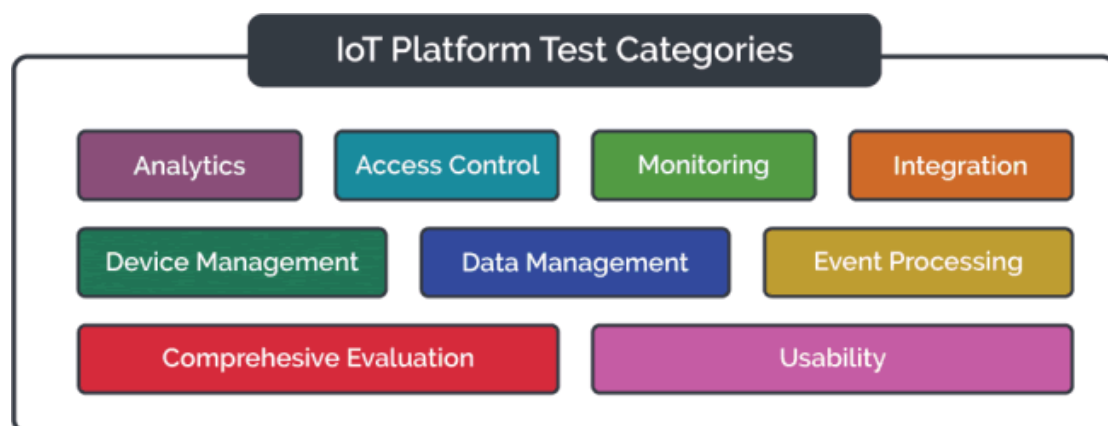 IoT Platform Test Categories
Analytics
Access Control
Monitoring
Integration
Device Management
Data Management
Event Processing
Comprehesive Evaluation
Usability